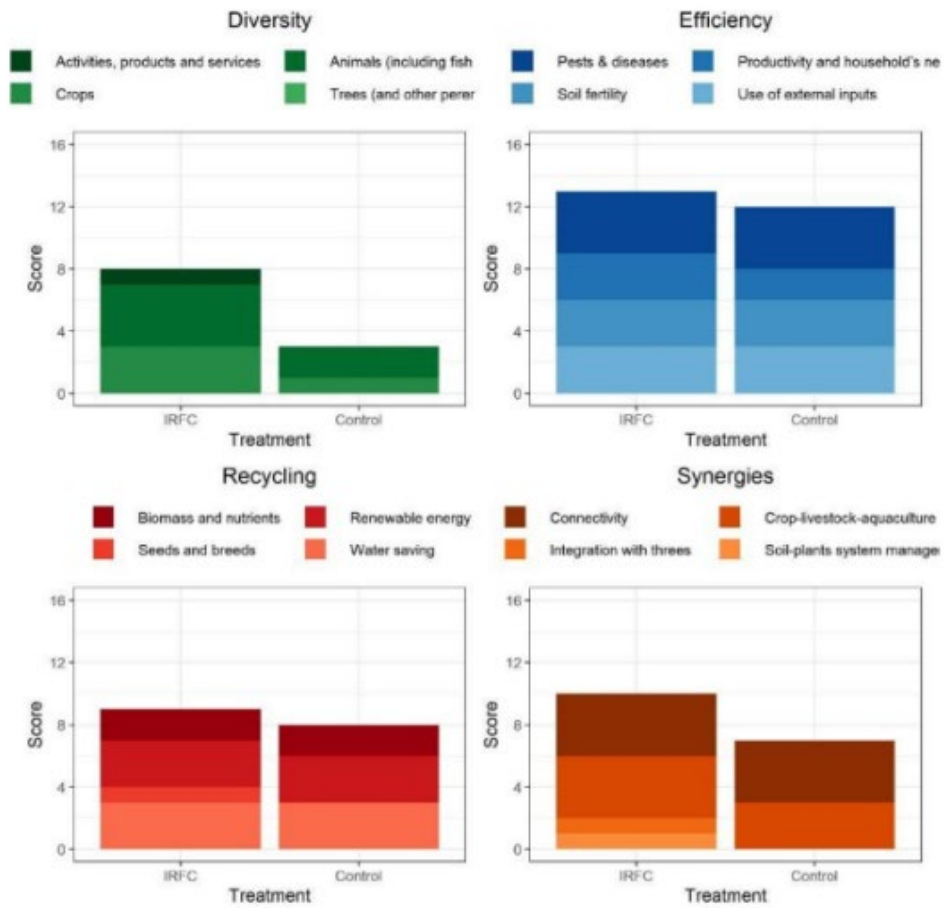 Diversity
Activities, products and services
Animals (including fish
Crops
Trees (and other perer
16
12
8
4
0
Score
IRFC
Control
Treatment
Efficiency
Pests & diseases
Productivity and household's ne
Soil fertility
Use of external inputs
16
12
8
4
0
Score
IRFC
Control
Treatment
Recycling
Biomass and nutrients
Renewable energy
Seeds and breeds
Water saving
16
12
8
4
0
Score
IRFC
Control
Treatment
Synergies
Connectivity
Crop-livestock-aquaculture
Integration with threes
Soil-plants system manage
16
12
8
4
0
Score
IRFC
Control
Treatment